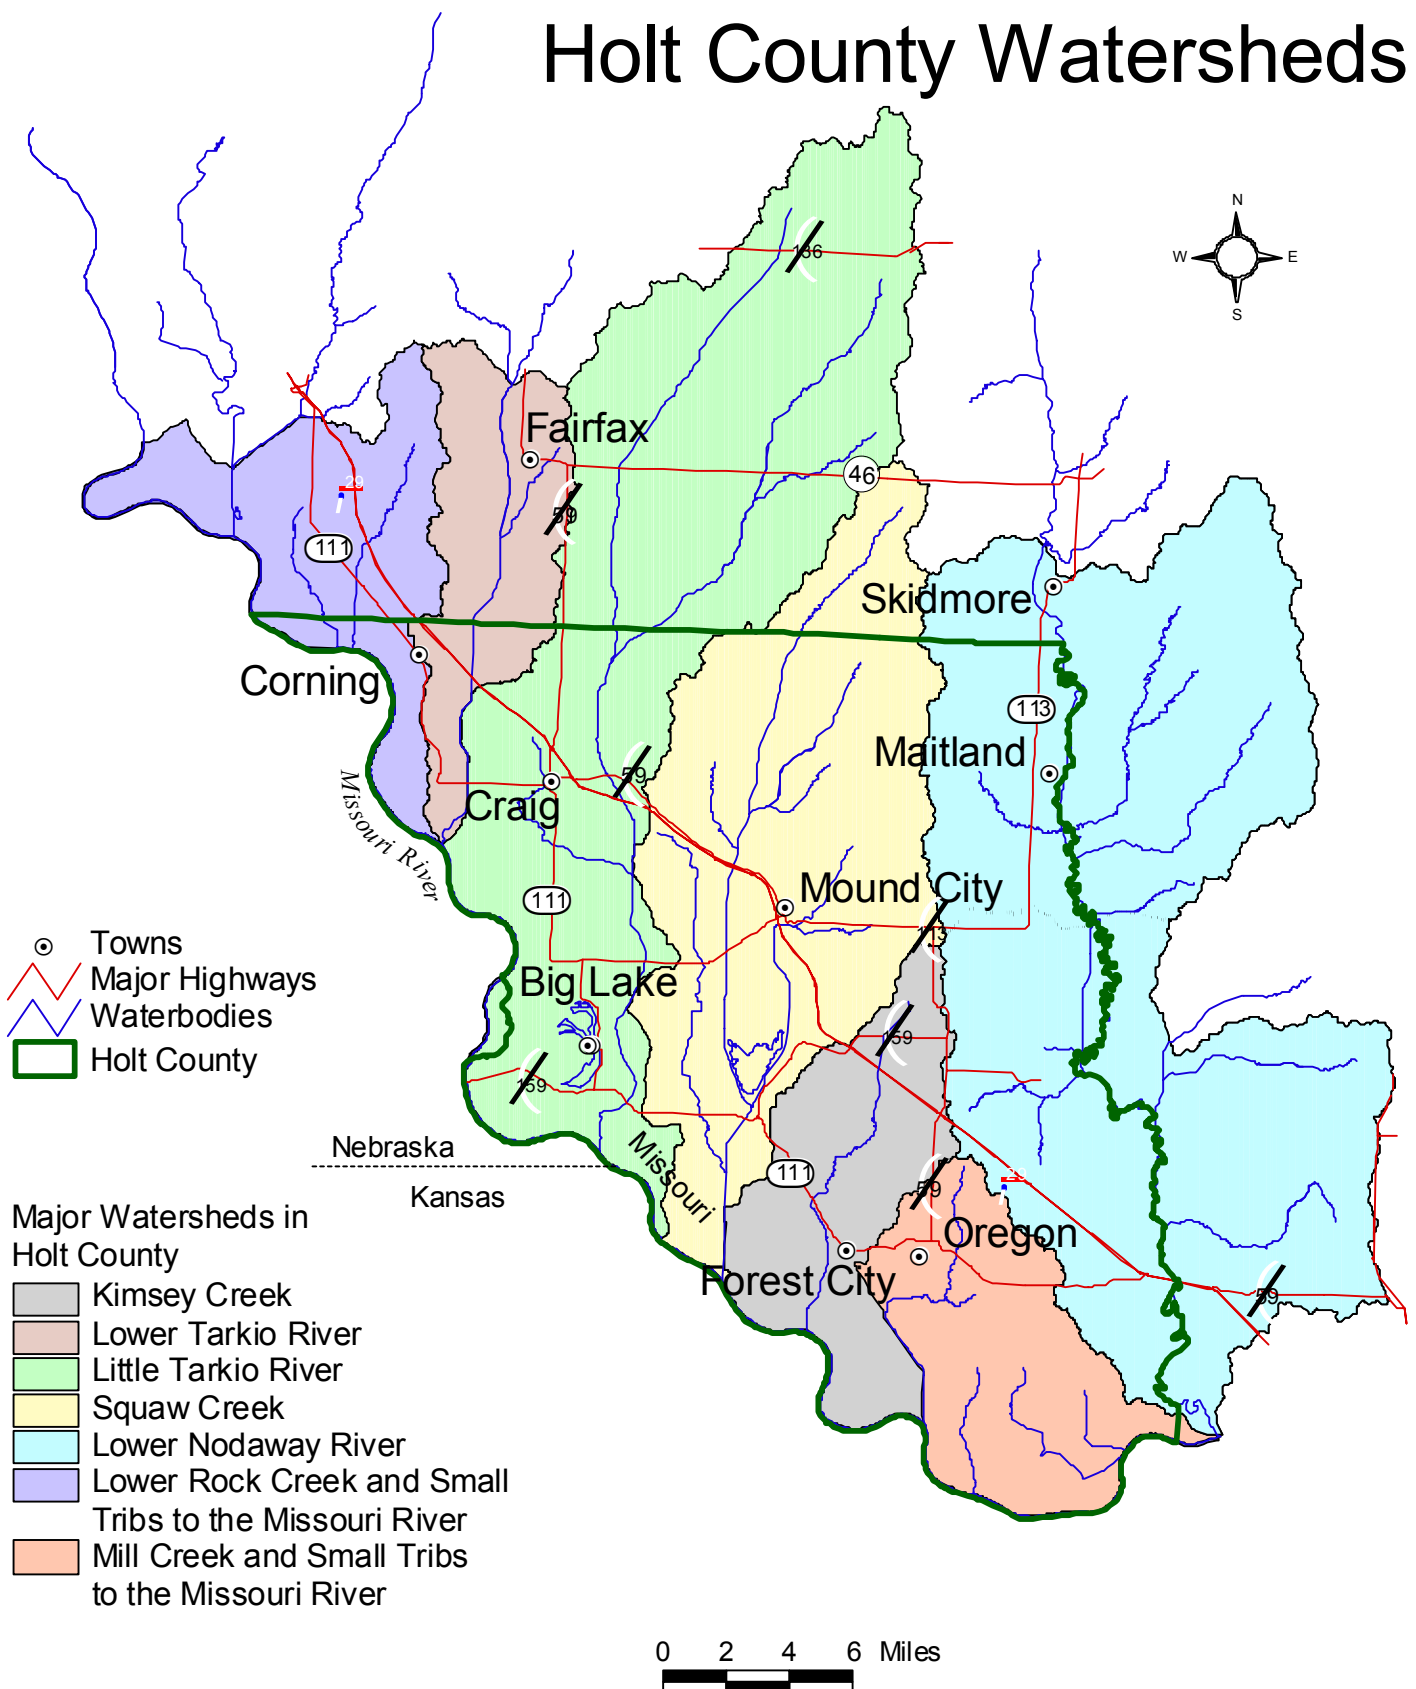 Holt County Watersheds
N
W
E
S
136
Fairfax
46
29
59
111
Skidmore
Corning
113
Maitland
59
Craig
Missouri River
Mound City
111
113
Towns
Major Highways
Waterbodies
Holt County
Big Lake
159
159
Nebraska
Missouri
Kansas
111
59
29
Oregon
Forest City
59
Major Watersheds in
Holt County
Kimsey Creek
Lower Tarkio River
Little Tarkio River
Squaw Creek
Lower Nodaway River
Lower Rock Creek and Small
Tribs to the Missouri River
Mill Creek and Small Tribs
to the Missouri River
0 2 4 6 Miles